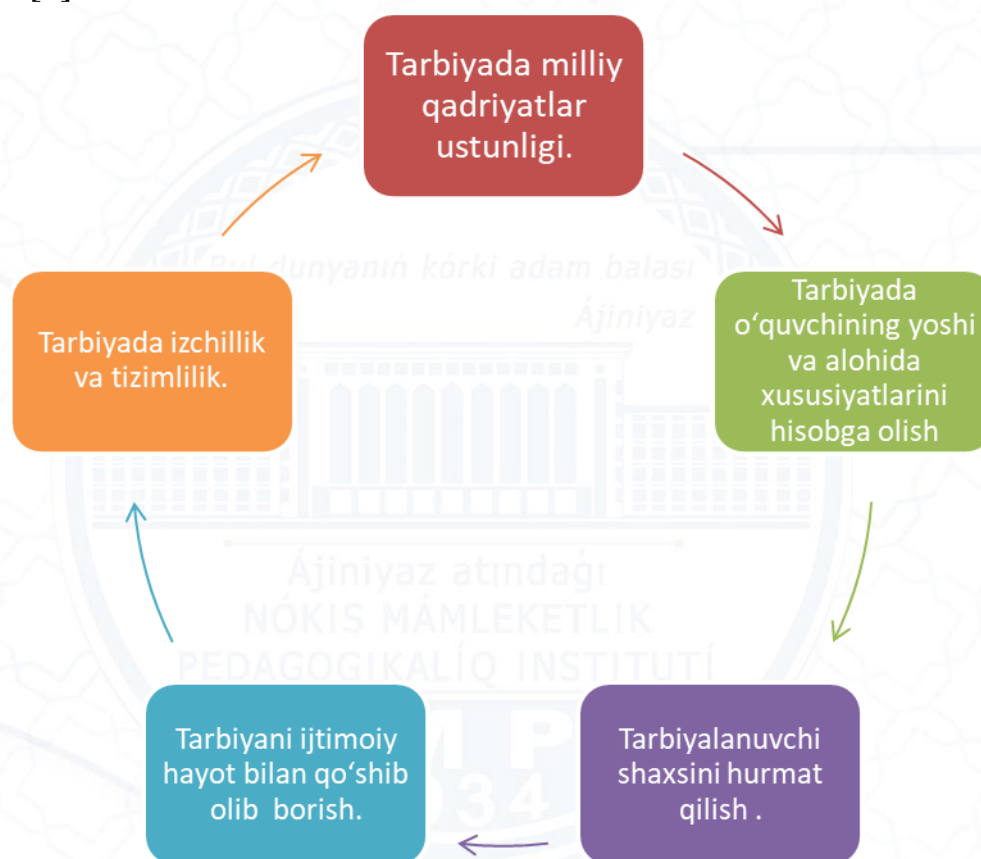 Tarbiyada milliy
qadriyatlar
ustunligi.
Bul dunyanıń kórki adam balası
Ájiniyaz
Tarbiyada
o‘quvchining yoshi
va alohida
xususiyatlarini
hisobga olish
Tarbiyada izchillik
va tizimlilik.
Ájiniyaz atındaǵı
NÓKIS MÁMLEKETLIK
PEDAGOGIKALÍQ INSTITUTÍ
Tarbiyani ijtimoiy
hayot bilan qo‘shib
olib borish.
Tarbiyalanuvchi
shaxsini hurmat
qilish .